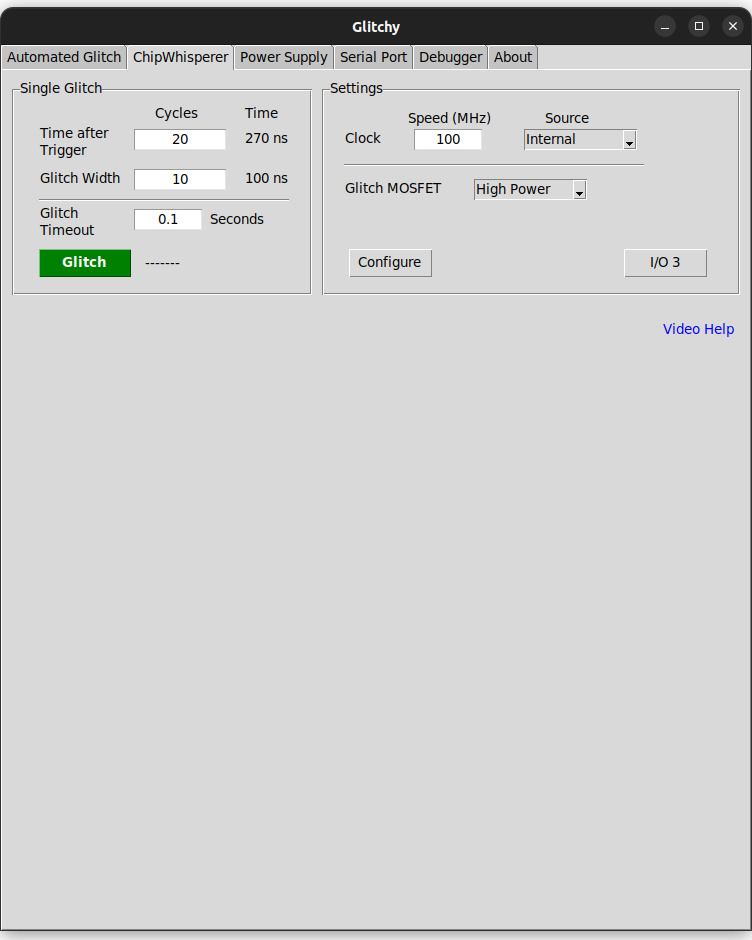 Glitchy
Automated Glitch ChipWhisperer Power Supply Serial Port Debugger About
Single Glitch
Cycles Time
Time after
Trigger
20 270 ns
Glitch Width 10 100 ns
Glitch
Timeout
0.1 Seconds
Glitch -------
Settings
Speed (MHz) Source
Clock 100 Internal
Glitch MOSFET High Power
Configure I/O 3
Video Help